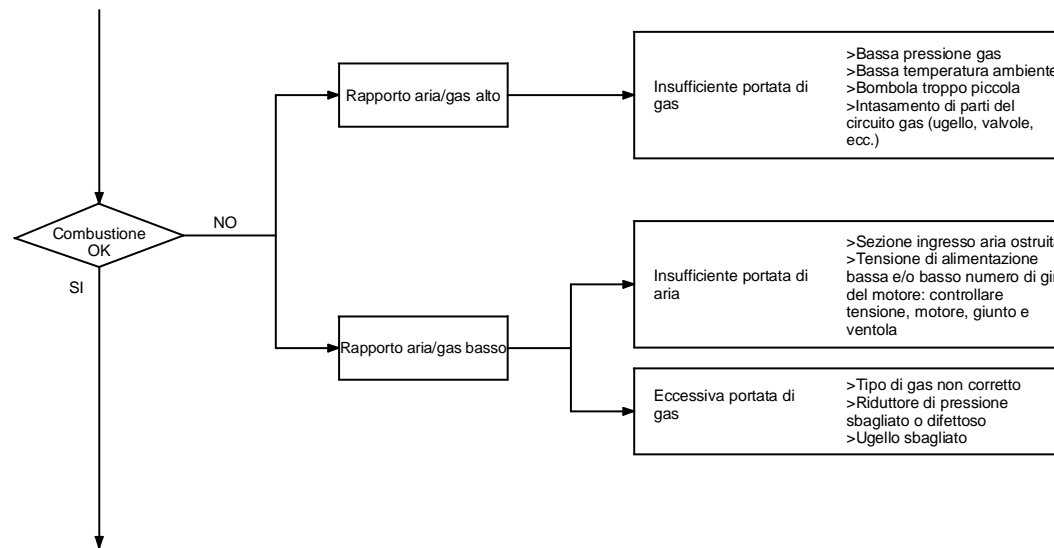 Rapporto aria/gas alto
Insufficiente portata di
gas
>Bassa pressione gas
>Bassa temperatura ambiente
>Bombola troppo piccola
>Intasamento di parti del
circuito gas (ugello, valvole,
ecc.)
Combustione
OK
NO
SI
Rapporto aria/gas basso
Insufficiente portata di
aria
>Sezione ingresso aria ostruita
>Tensione di alimentazione
bassa e/o basso numero di giri
del motore: controllare
tensione, motore, giunto e
ventola
Eccessiva portata di
gas
>Tipo di gas non corretto
>Riduttore di pressione
sbagliato o difettoso
>Ugello sbagliato